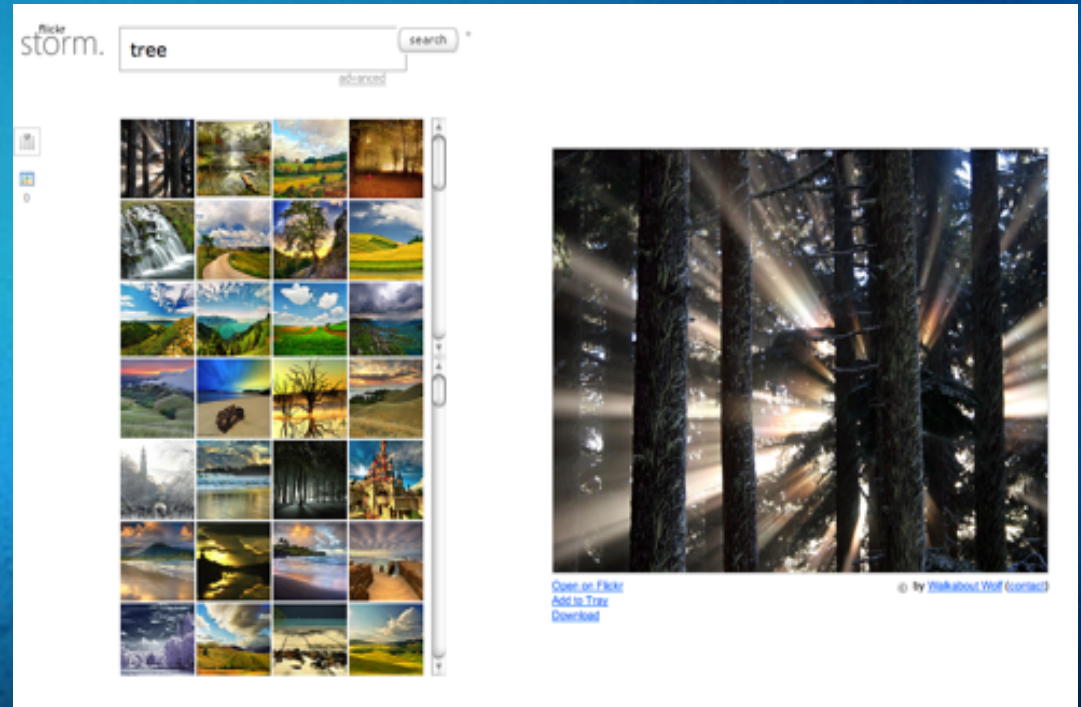 flickr
storm.
tree
search
advanced
0
Open on Flickr
Add to Tray
Download
© by Walkabout Wolf (contact)